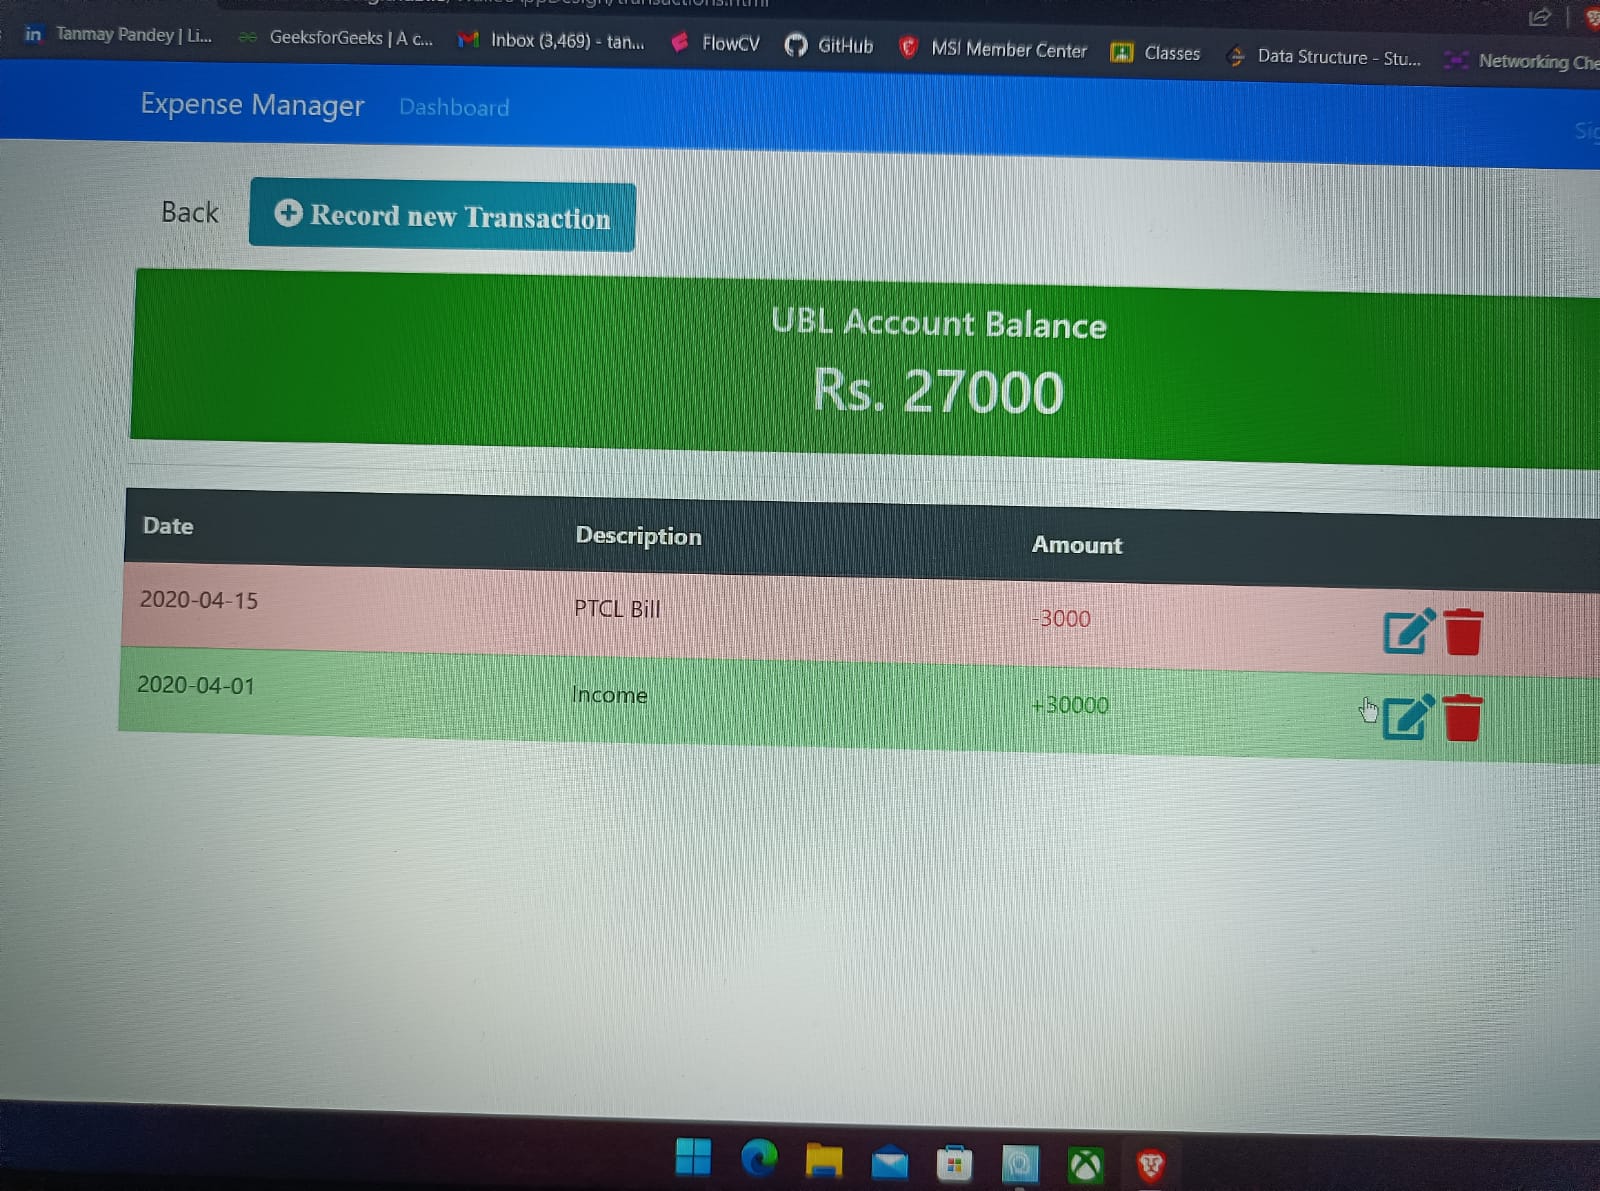 Tanmay Pandey | Li... GeeksforGeeks | A c... Inbox (3,469) - tan... FlowCV GitHub MSI Member Center Classes Data Structure - Stu... Networking Che
Expense Manager Dashboard
Back Record new Transaction
UBL Account Balance
Rs. 27000
Date Description Amount
2020-04-15 PTCL Bill -3000
2020-04-01 Income +30000